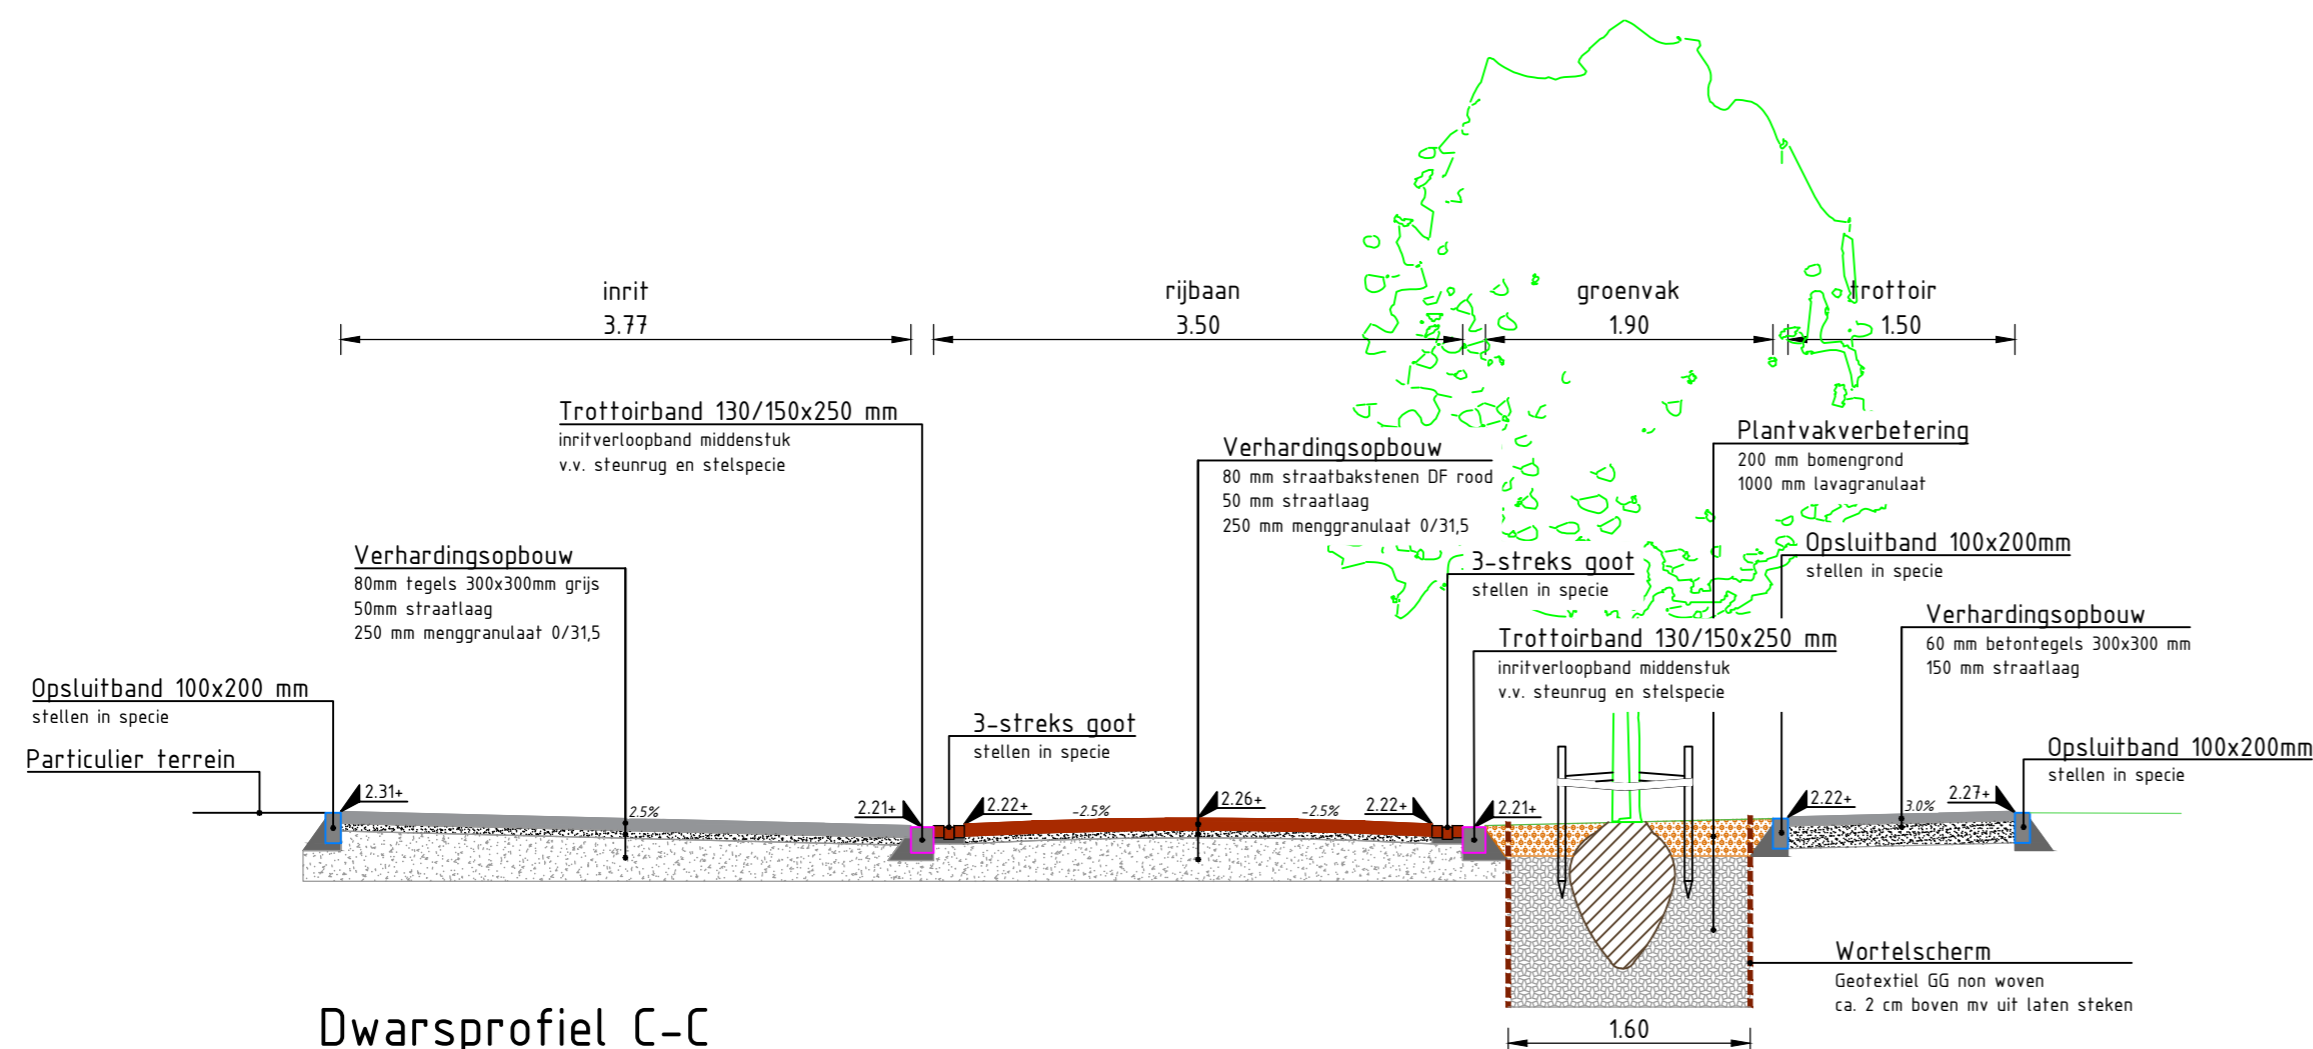 inrit
3.77
rijbaan
3.50
groenvak
1.90
trottoir
1.50
Trottoirband 130/150x250 mm
inritverloopband middenstuk
v.v. steunrug en stelspecie
Verhardingsopbouw
80 mm straatbakstenen DF rood
50 mm straatlaag
250 mm menggranulaat 0/31,5
Plantvakverbetering
200 mm bomengrond
1000 mm lavagranulaat
Verhardingsopbouw
80mm tegels 300x300mm grijs
50mm straatlaag
250 mm menggranulaat 0/31,5
3-streks goot
stellen in specie
Opsluitband 100x200mm
stellen in specie
Trottoirband 130/150x250 mm
inritverloopband middenstuk
v.v. steunrug en stelspecie
Verhardingsopbouw
60 mm betontegels 300x300 mm
150 mm straatlaag
Opsluitband 100x200 mm
stellen in specie
3-streks goot
stellen in specie
Opsluitband 100x200mm
stellen in specie
Particulier terrein
2.31+
2.5%
2.21+
2.22+
-2.5%
2.26+
-2.5%
2.22+
2.21+
2.22+
3.0%
2.27+
Wortelscherm
Geotextiel GG non woven
ca. 2 cm boven mv uit laten steken
1.60
Dwarsprofiel C-C